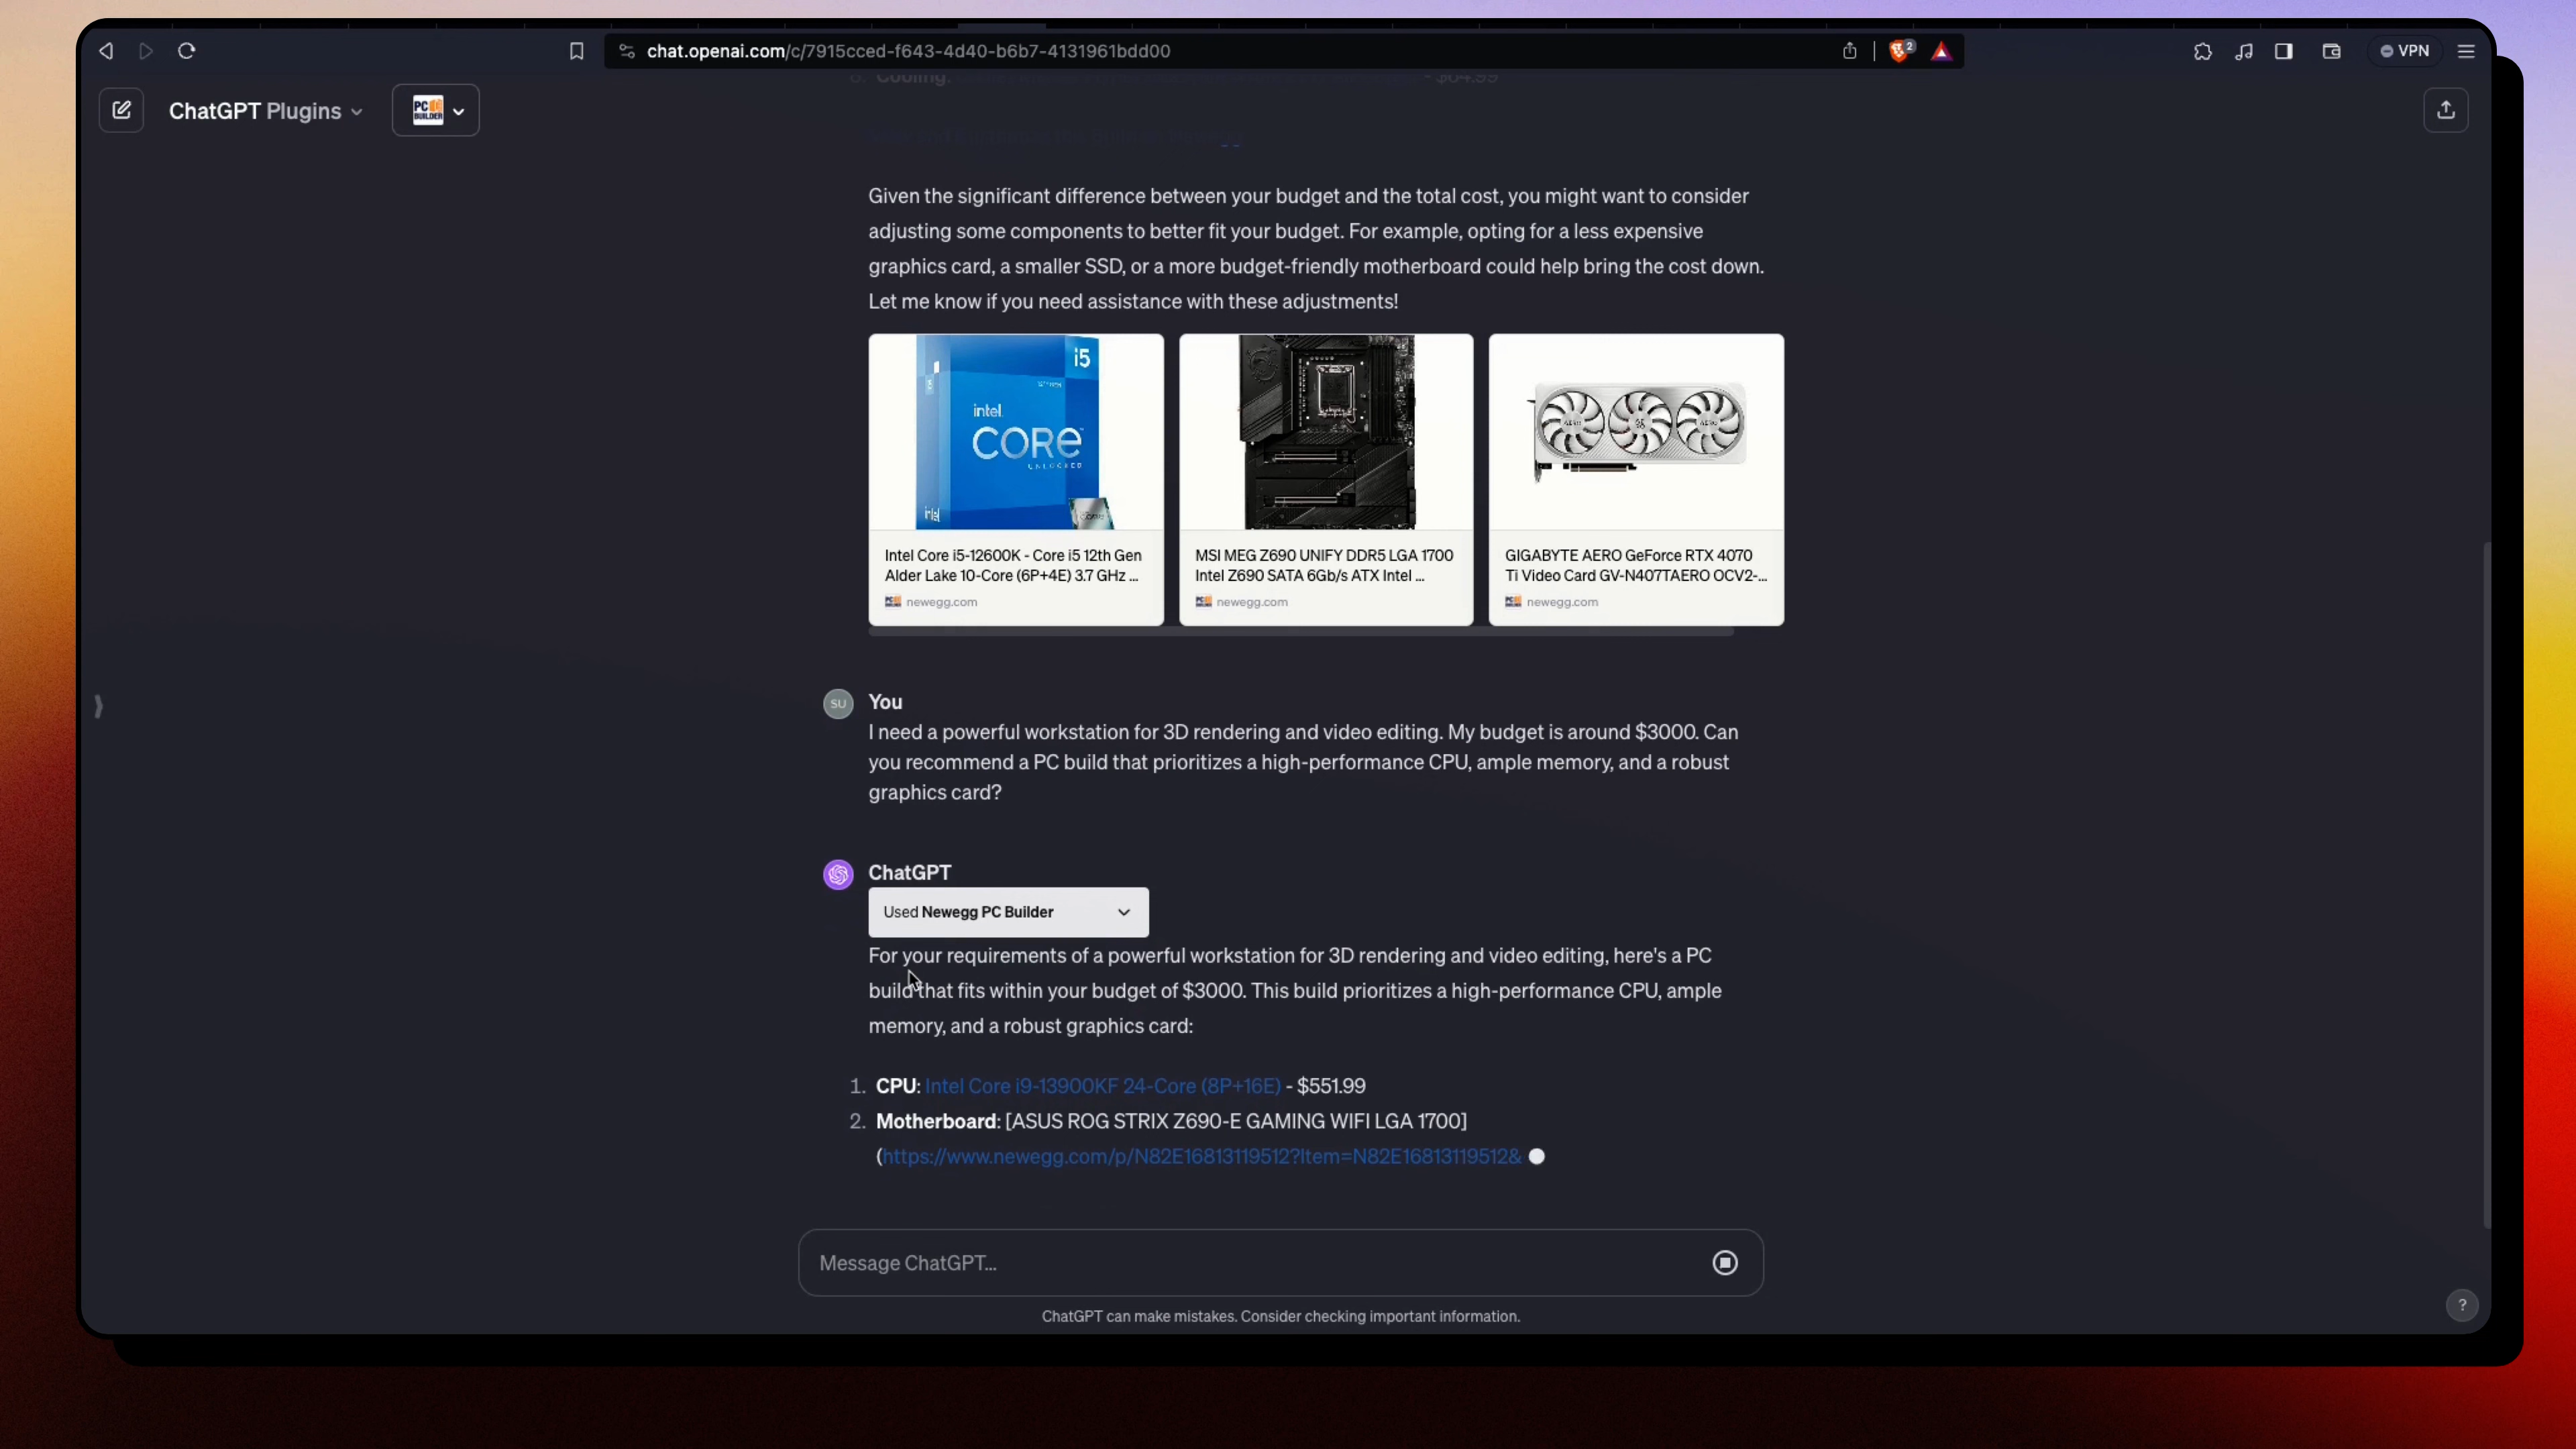 chat.openai.com/c/7915cced-f643-4d40-b6b7-4131961bdd00
2
VPN
8. Cooling: - $64.99
ChatGPT Plugins
PC BUILDER
Given the significant difference between your budget and the total cost, you might want to consider
adjusting some components to better fit your budget. For example, opting for a less expensive
graphics card, a smaller SSD, or a more budget-friendly motherboard could help bring the cost down.
Let me know if you need assistance with these adjustments!
i5
intel
CORE
UNLOCKED
intel
Intel Core i5-12600K - Core i5 12th Gen
Alder Lake 10-Core (6P+4E) 3.7 GHz ...
newegg.com
MSI MEG Z690 UNIFY DDR5 LGA 1700
Intel Z690 SATA 6Gb/s ATX Intel ...
newegg.com
GIGABYTE AERO GeForce RTX 4070
Ti Video Card GV-N407TAERO OCV2-...
newegg.com
SU
You
I need a powerful workstation for 3D rendering and video editing. My budget is around $3000. Can
you recommend a PC build that prioritizes a high-performance CPU, ample memory, and a robust
graphics card?
ChatGPT
Used Newegg PC Builder
For your requirements of a powerful workstation for 3D rendering and video editing, here's a PC
build that fits within your budget of $3000. This build prioritizes a high-performance CPU, ample
memory, and a robust graphics card:
1. CPU: Intel Core i9-13900KF 24-Core (8P+16E) - $551.99
2. Motherboard: [ASUS ROG STRIX Z690-E GAMING WIFI LGA 1700]
(https://www.newegg.com/p/N82E16813119512?Item=N82E16813119512&
Message ChatGPT...
ChatGPT can make mistakes. Consider checking important information.
?